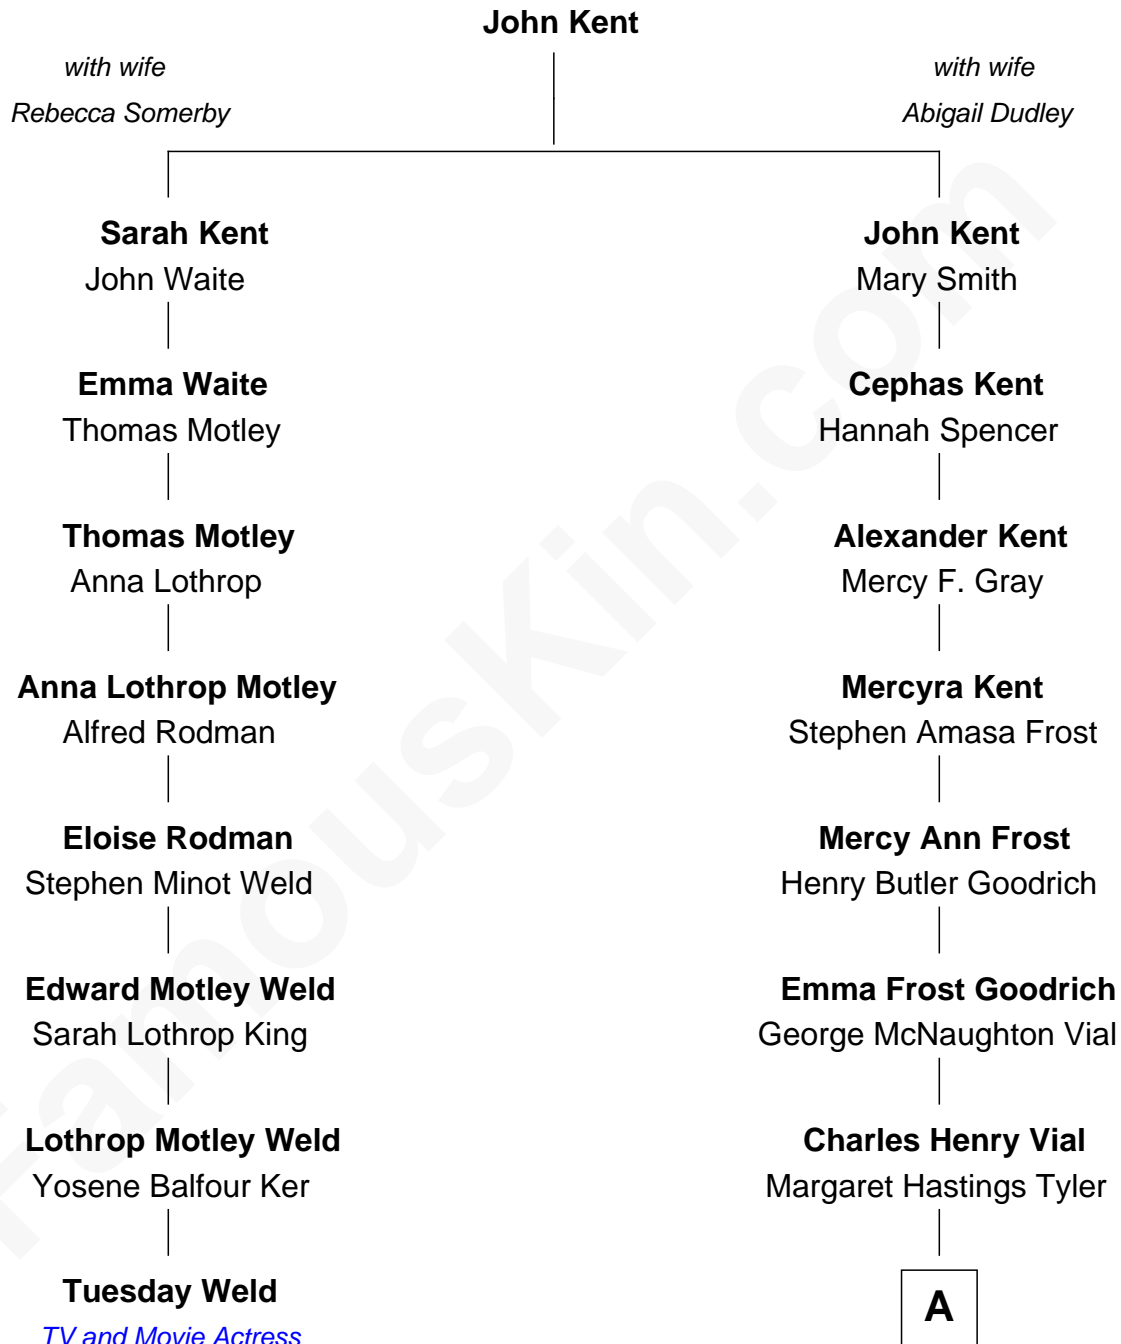 John Kent
with wife
Rebecca Somerby
with wife
Abigail Dudley
Sarah Kent
John Waite
John Kent
Mary Smith
Emma Waite
Thomas Motley
Cephas Kent
Hannah Spencer
Thomas Motley
Anna Lothrop
Alexander Kent
Mercy F. Gray
Anna Lothrop Motley
Alfred Rodman
Mercyra Kent
Stephen Amasa Frost
Eloise Rodman
Stephen Minot Weld
Mercy Ann Frost
Henry Butler Goodrich
Edward Motley Weld
Sarah Lothrop King
Emma Frost Goodrich
George McNaughton Vial
Lothrop Motley Weld
Yosene Balfour Ker
Charles Henry Vial
Margaret Hastings Tyler
Tuesday Weld
TV and Movie Actress
A
FamousKin.com